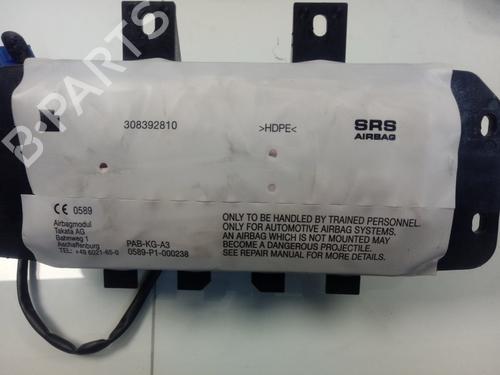 B-PARTS
308392810
>HDPE<
SRS
AIRBAG
CE 0589
Airbagmodul
Takata AG
Bahnweg 1
Aschaffenburg
TEL: +49 6021-65-0
PAB-KG-A3
0589-P1-000238
ONLY TO BE HANDLED BY TRAINED PERSONNEL.
ONLY FOR AUTOMOTIVE AIRBAG SYSTEMS.
AN AIRBAG WHICH IS NOT MOUNTED MAY
BECOME A DANGEROUS PROJECTILE.
SEE REPAIR MANUAL FOR MORE DETAILS.